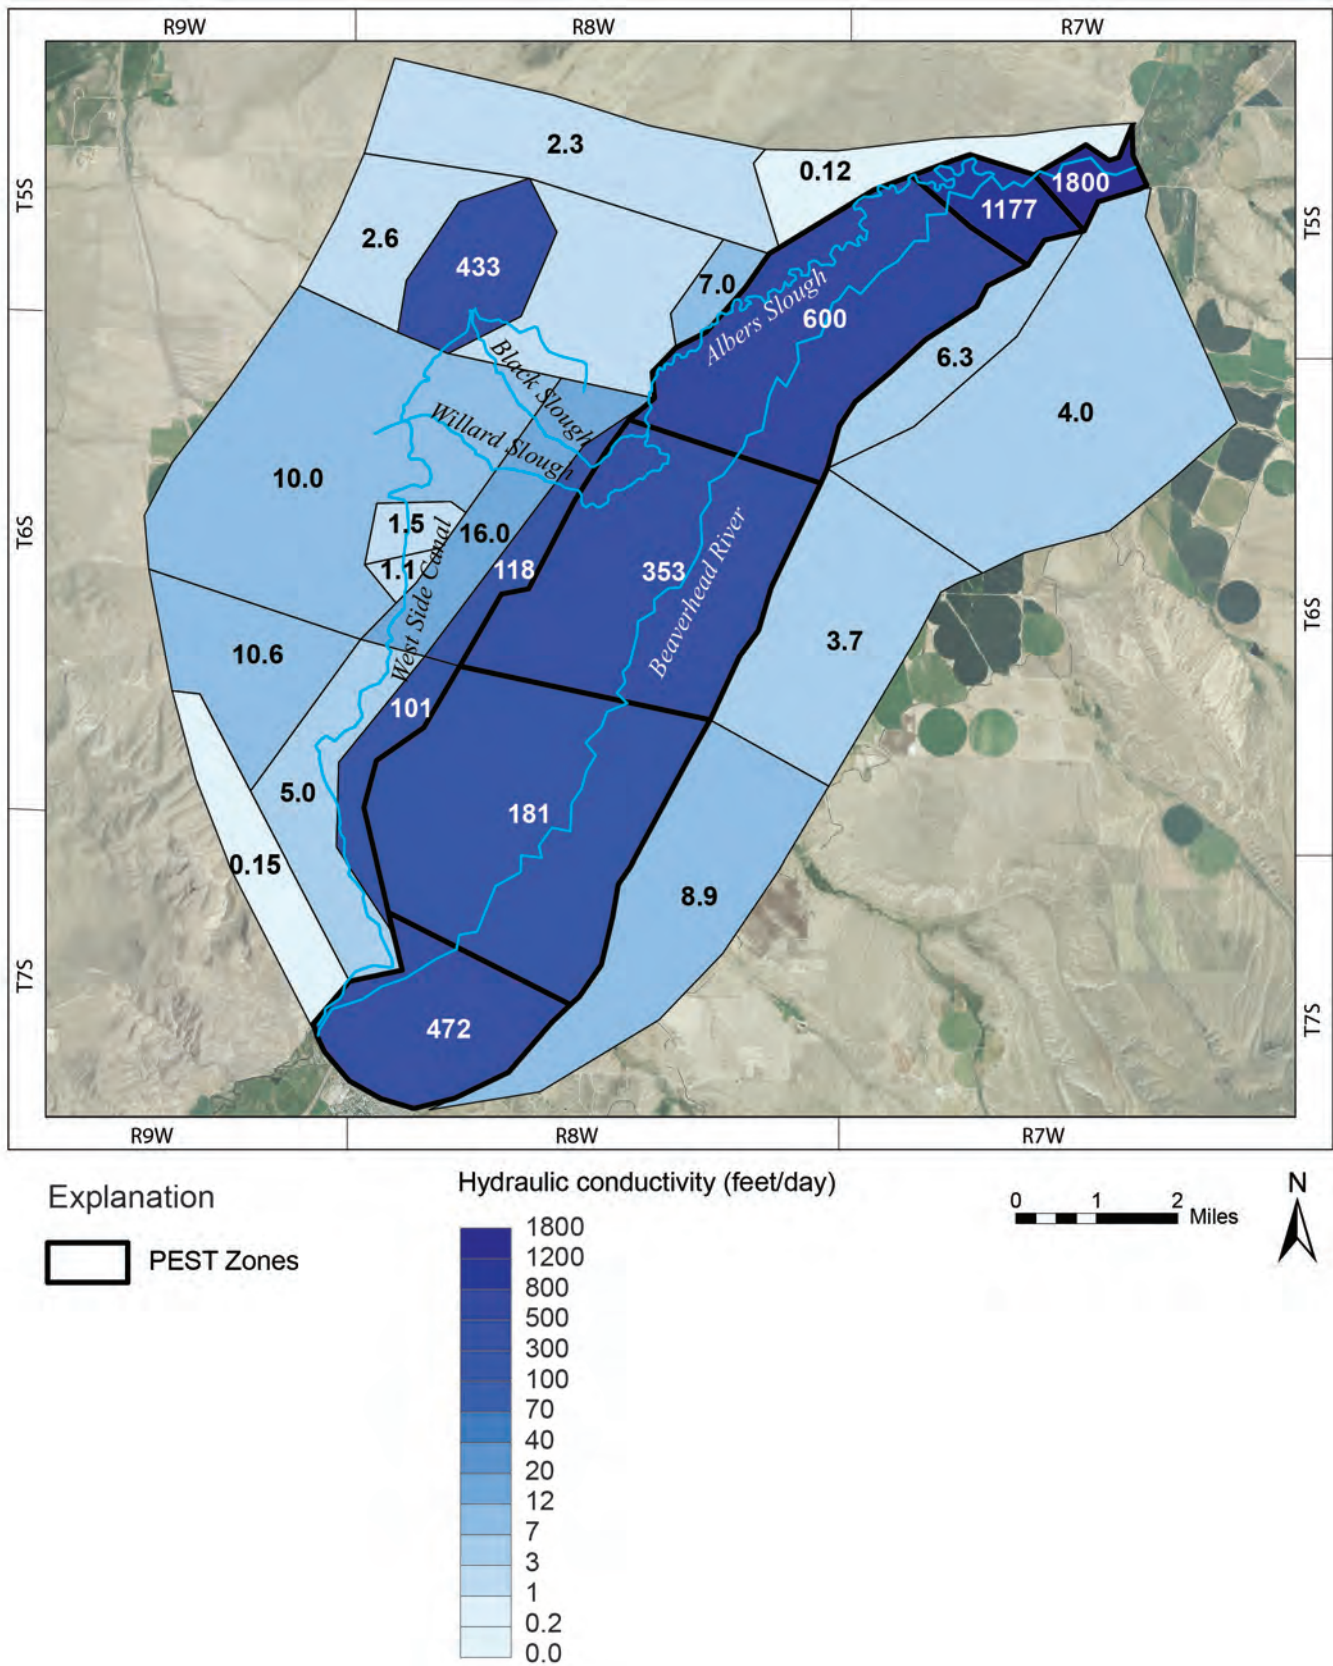 R9W R8W R7W
T5S
T5S
T6S
T6S
T7S
T7S
2.3
0.12
1800
1177
2.6
433
7.0
600
Albers Slough
6.3
4.0
Black Slough
Willard Slough
10.0
1.5
16.0
1.1
118
353
West Side Canal
Beaverhead River
10.6
3.7
101
5.0
181
0.15
8.9
472
R9W R8W R7W
Explanation
PEST Zones
Hydraulic conductivity (feet/day)
1800
1200
800
500
300
100
70
40
20
12
7
3
1
0.2
0.0
0 1 2
Miles
N